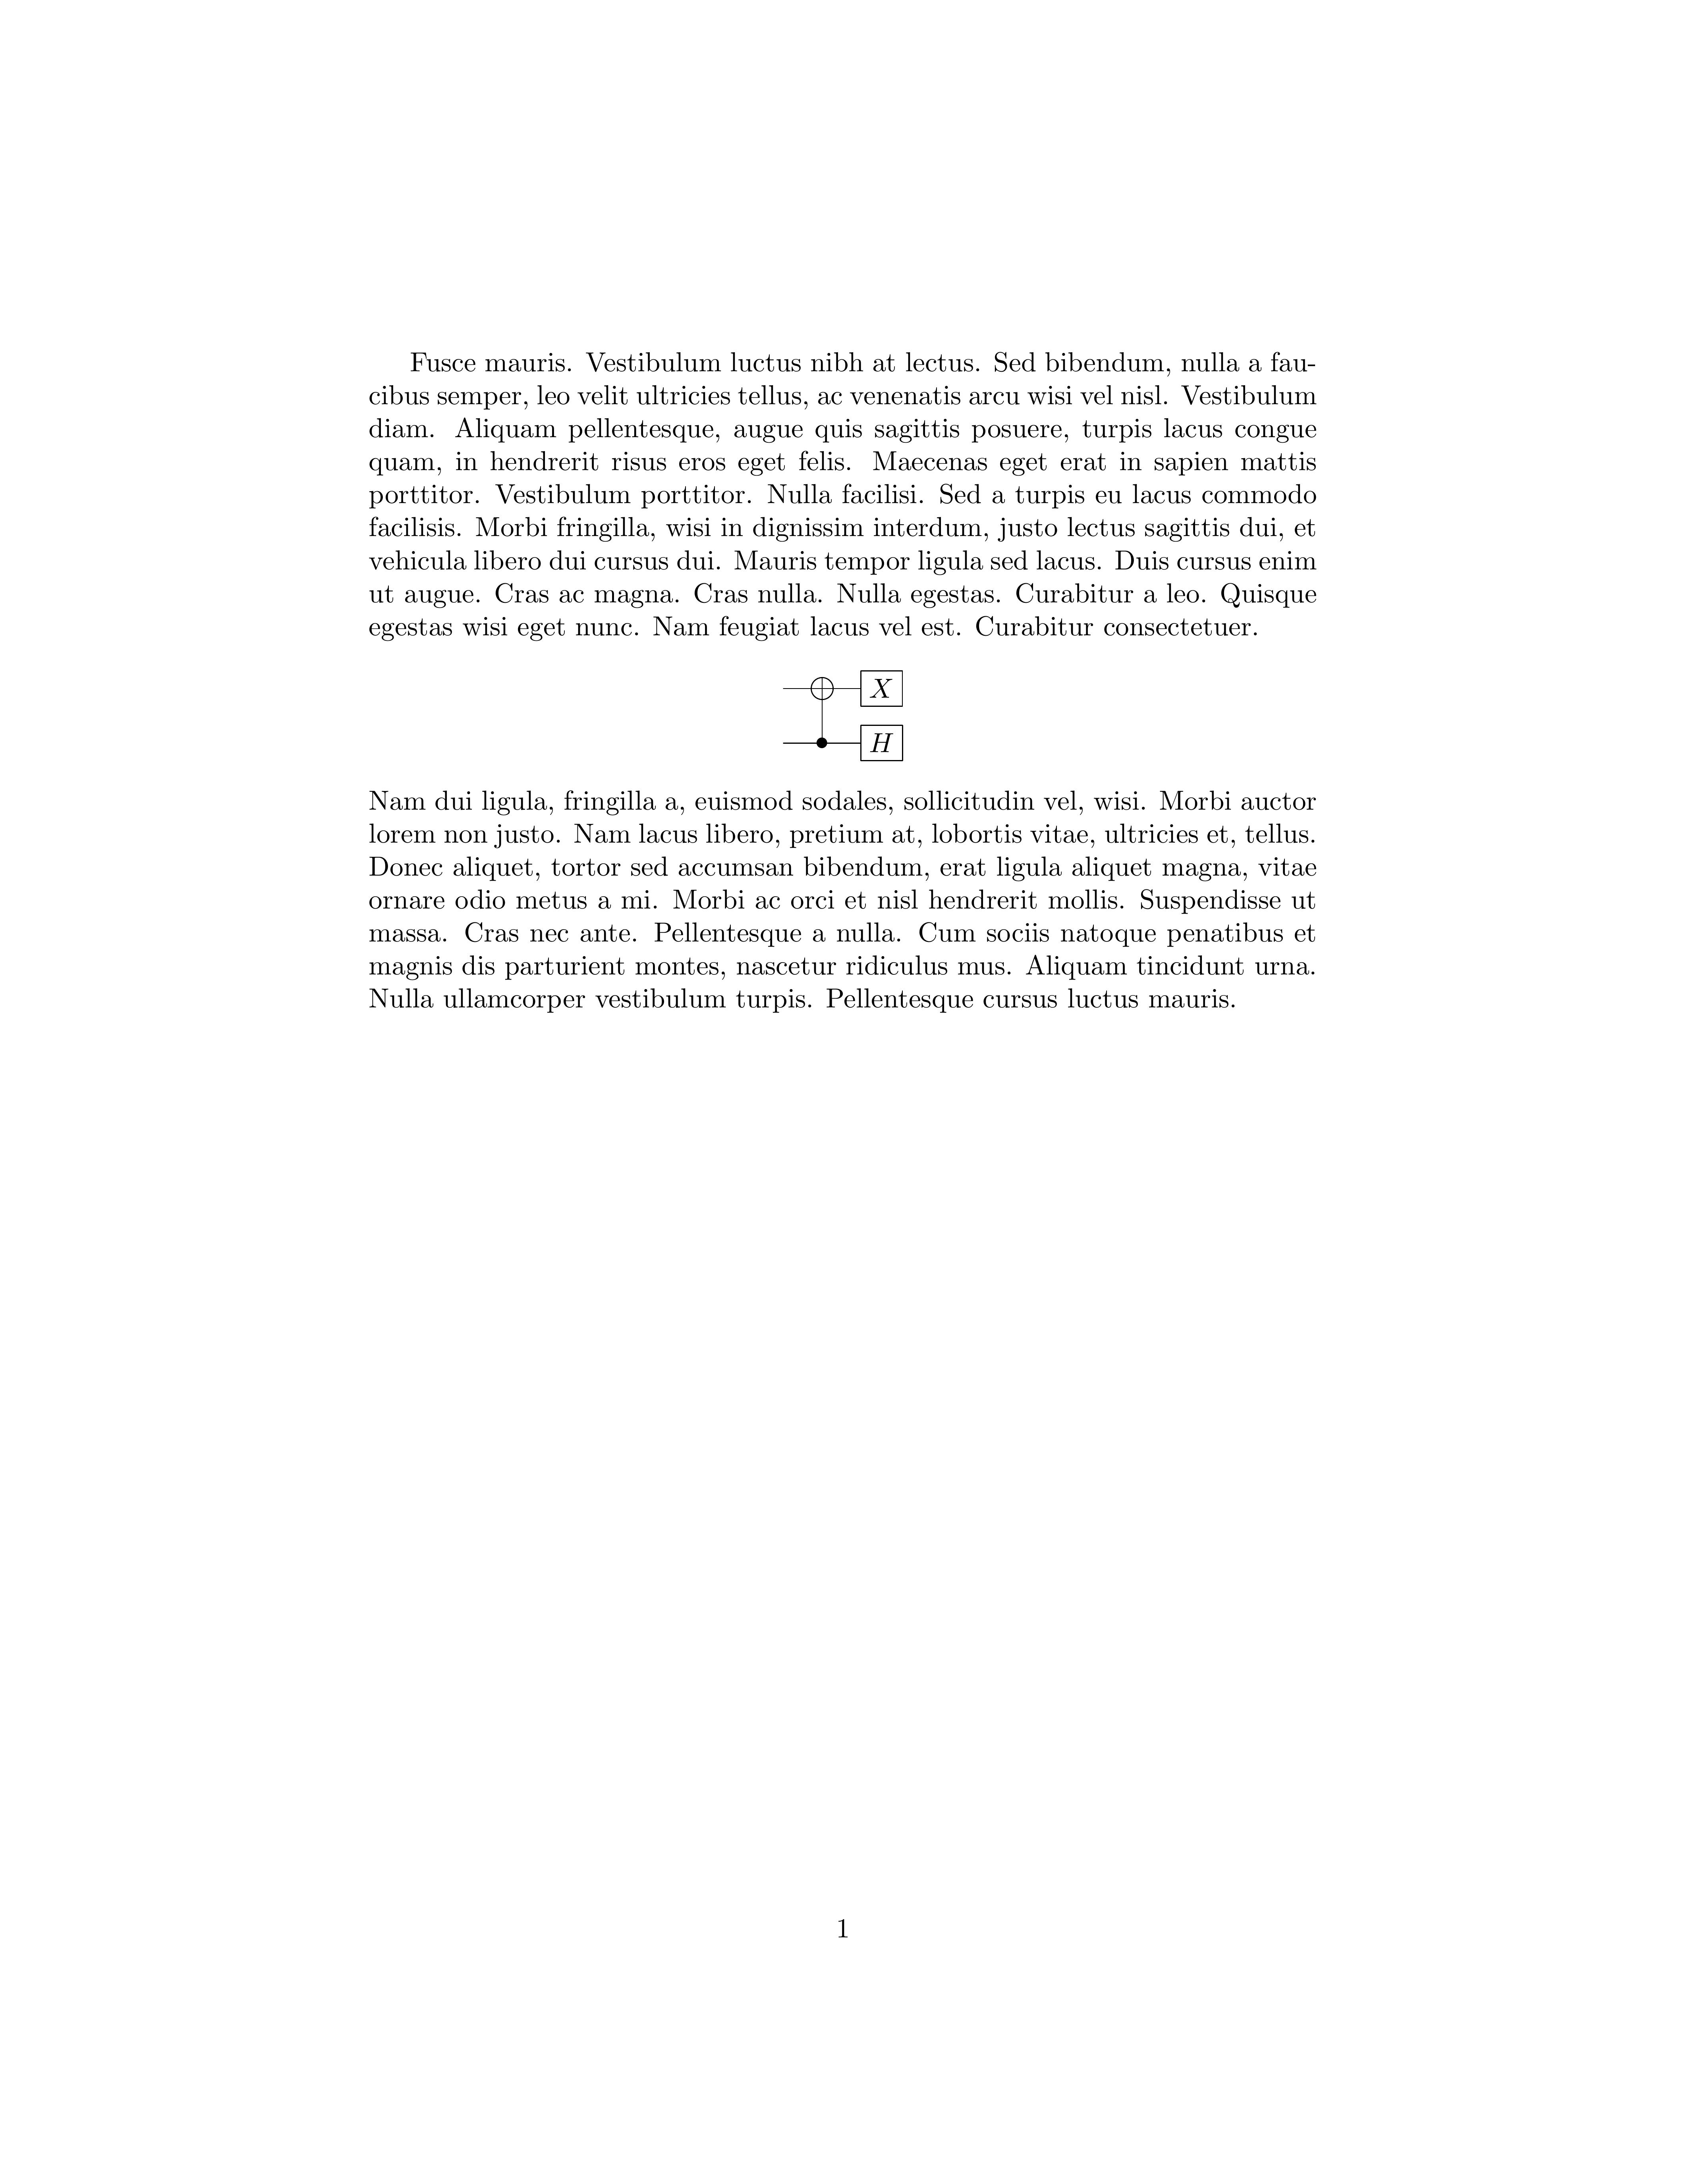 Fusce mauris. Vestibulum luctus nibh at lectus. Sed bibendum, nulla a fau-
cibus semper, leo velit ultricies tellus, ac venenatis arcu wisi vel nisl. Vestibulum
diam. Aliquam pellentesque, augue quis sagittis posuere, turpis lacus congue
quam, in hendrerit risus eros eget felis. Maecenas eget erat in sapien mattis
porttitor. Vestibulum porttitor. Nulla facilisi. Sed a turpis eu lacus commodo
facilisis. Morbi fringilla, wisi in dignissim interdum, justo lectus sagittis dui, et
vehicula libero dui cursus dui. Mauris tempor ligula sed lacus. Duis cursus enim
ut augue. Cras ac magna. Cras nulla. Nulla egestas. Curabitur a leo. Quisque
egestas wisi eget nunc. Nam feugiat lacus vel est. Curabitur consectetuer.
X
H
Nam dui ligula, fringilla a, euismod sodales, sollicitudin vel, wisi. Morbi auctor
lorem non justo. Nam lacus libero, pretium at, lobortis vitae, ultricies et, tellus.
Donec aliquet, tortor sed accumsan bibendum, erat ligula aliquet magna, vitae
ornare odio metus a mi. Morbi ac orci et nisl hendrerit mollis. Suspendisse ut
massa. Cras nec ante. Pellentesque a nulla. Cum sociis natoque penatibus et
magnis dis parturient montes, nascetur ridiculus mus. Aliquam tincidunt urna.
Nulla ullamcorper vestibulum turpis. Pellentesque cursus luctus mauris.
1